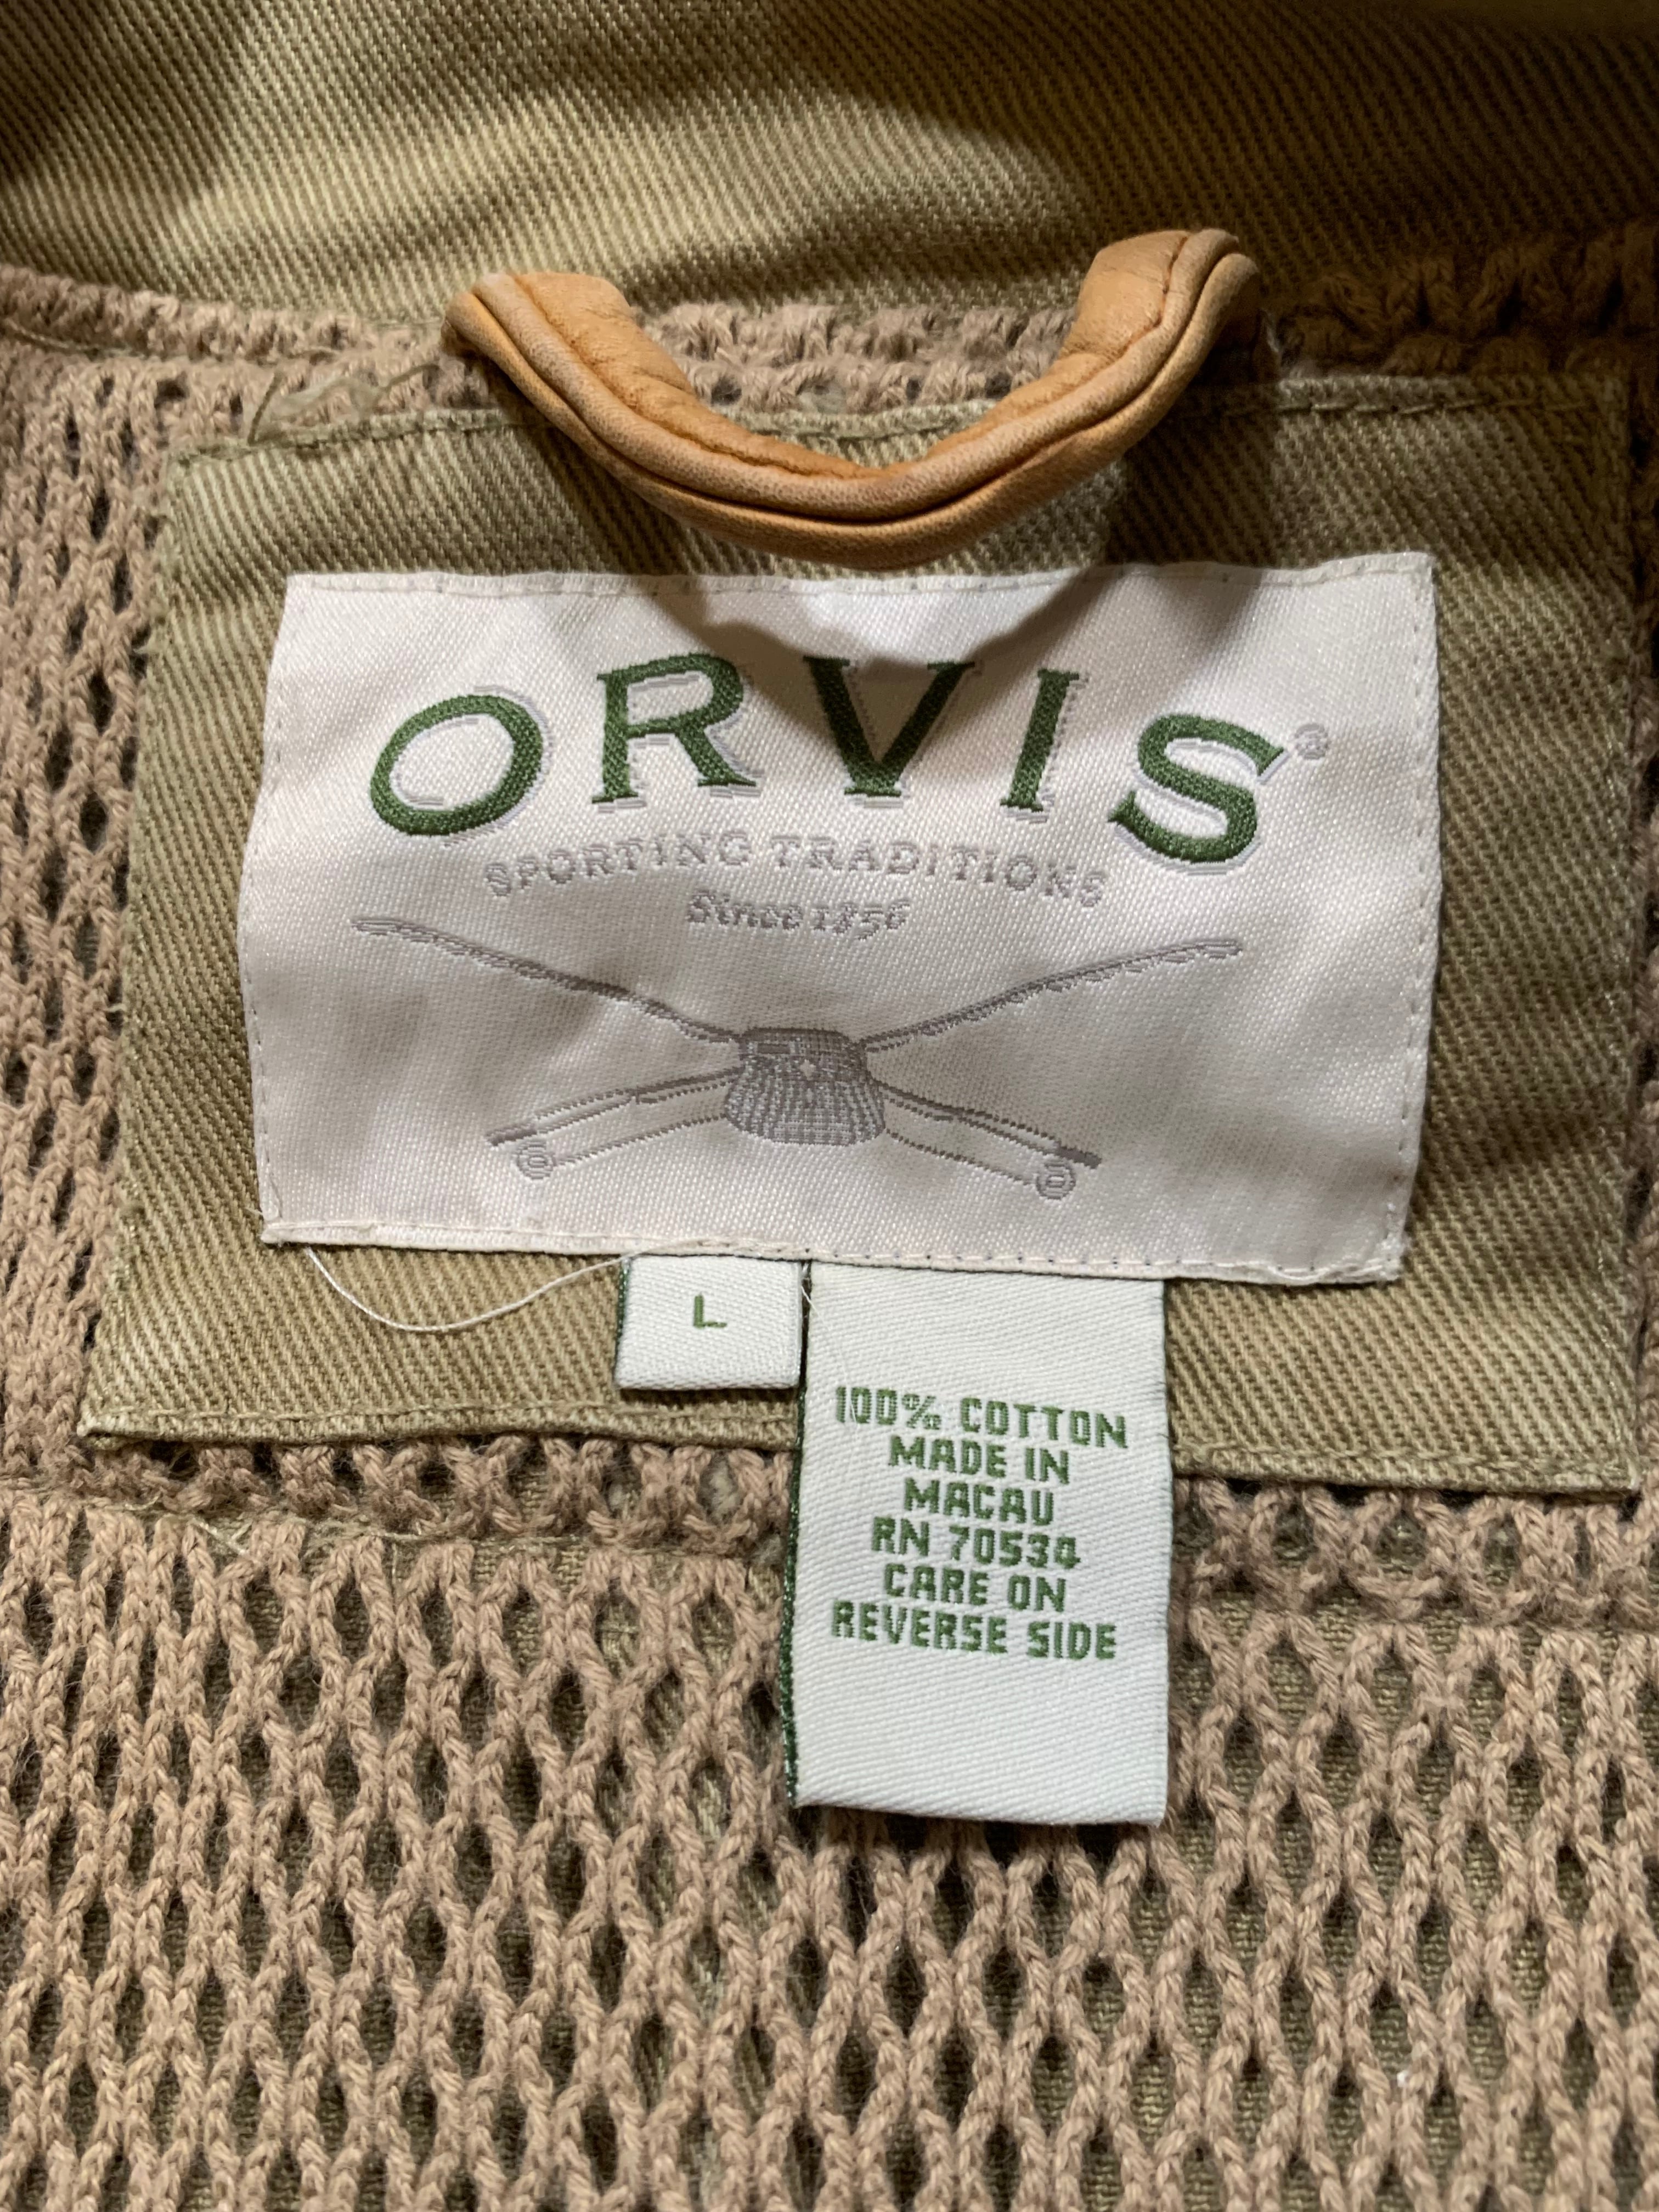 ORVIS®
SPORTING TRADITIONS
Since 1856
L
100% COTTON
MADE IN
MACAU
RN 70534
CARE ON
REVERSE SIDE